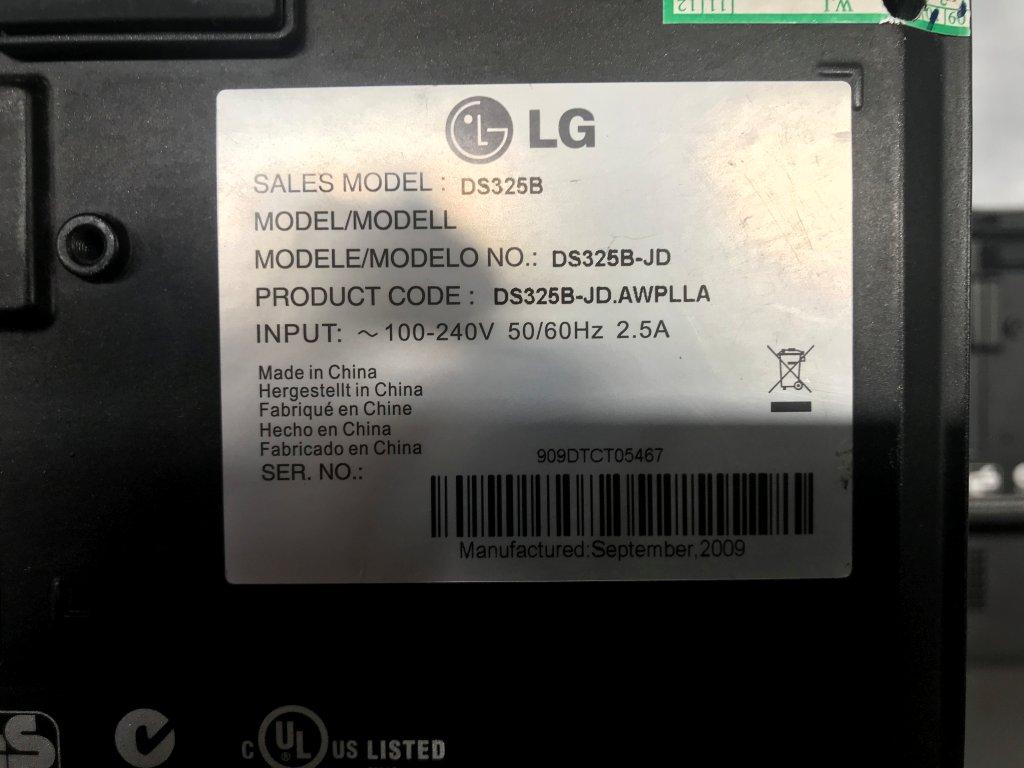 LG
SALES MODEL : DS325B
MODEL/MODELL
MODELE/MODELO NO.: DS325B-JD
PRODUCT CODE : DS325B-JD.AWPLLA
INPUT: ~100-240V 50/60Hz 2.5A
Made in China
Hergestellt in China
Fabriqué en Chine
Hecho en China
Fabricado en China
SER. NO.:
909DTCT05467
Manufactured:September,2009
C UL US LISTED